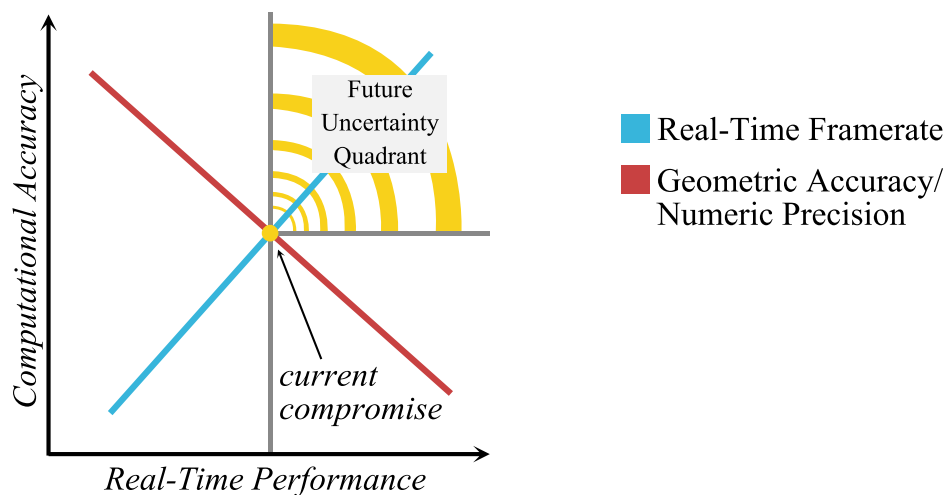 Computational Accuracy
Future
Uncertainty
Quadrant
current
compromise
Real-Time Performance
Real-Time Framerate
Geometric Accuracy/
Numeric Precision